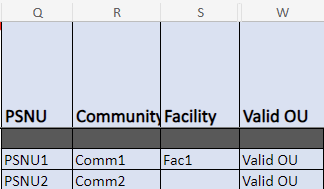 Q R S W
PSNU Community Facility Valid OU
PSNU1 Comm1 Fac1 Valid OU
PSNU2 Comm2 Valid OU